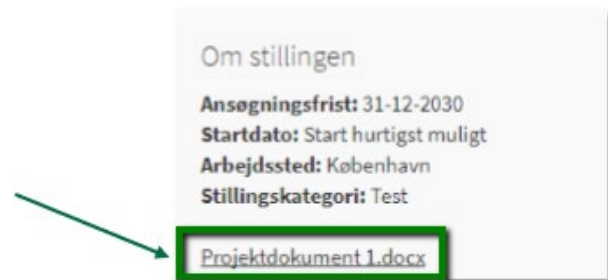 Om stillingen
Ansøgningsfrist: 31-12-2030
Startdato: Start hurtigst muligt
Arbejdssted: København
Stillingskategori: Test
Projektdokument 1.docx